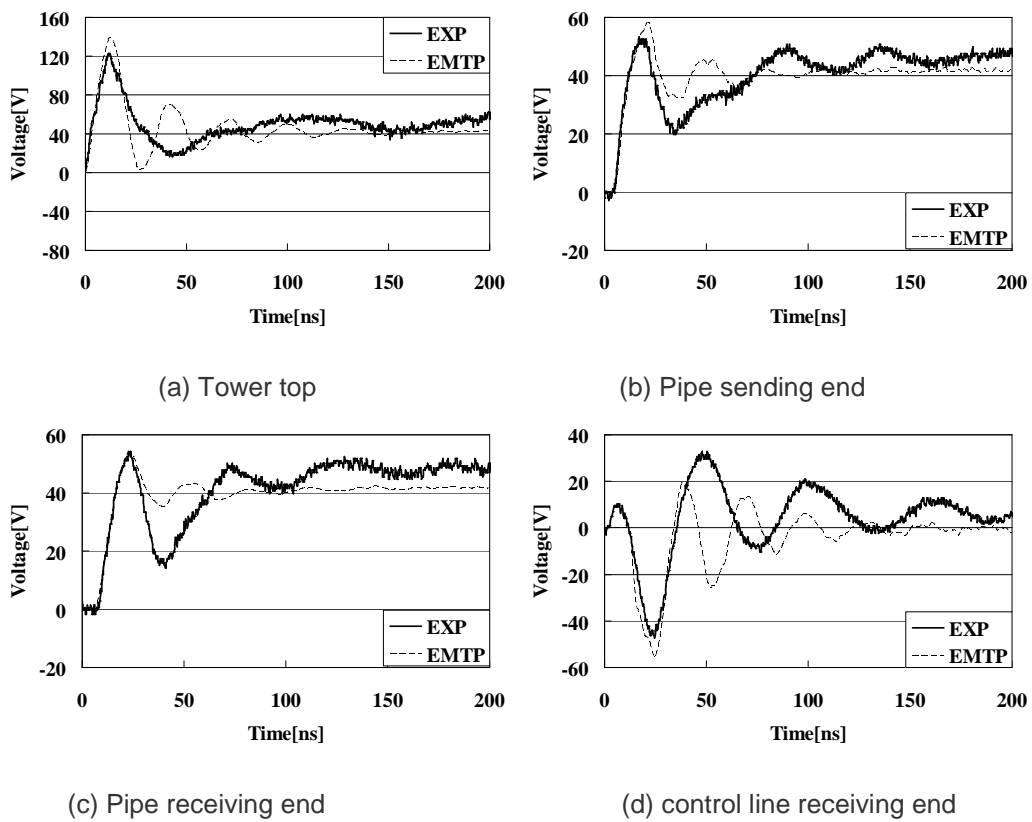 160
120
80
40
0
-40
-80
Voltage[V]
EXP
EMTP
0 50 100 150 200
Time[ns]
(a) Tower top
60
40
20
0
-20
Voltage[V]
EXP
EMTP
0 50 100 150 200
Time[ns]
(b) Pipe sending end
60
40
20
0
-20
Voltage[V]
EXP
EMTP
0 50 100 150 200
Time[ns]
(c) Pipe receiving end
40
20
0
-20
-40
-60
Voltage[V]
EXP
EMTP
0 50 100 150 200
Time[ns]
(d) control line receiving end